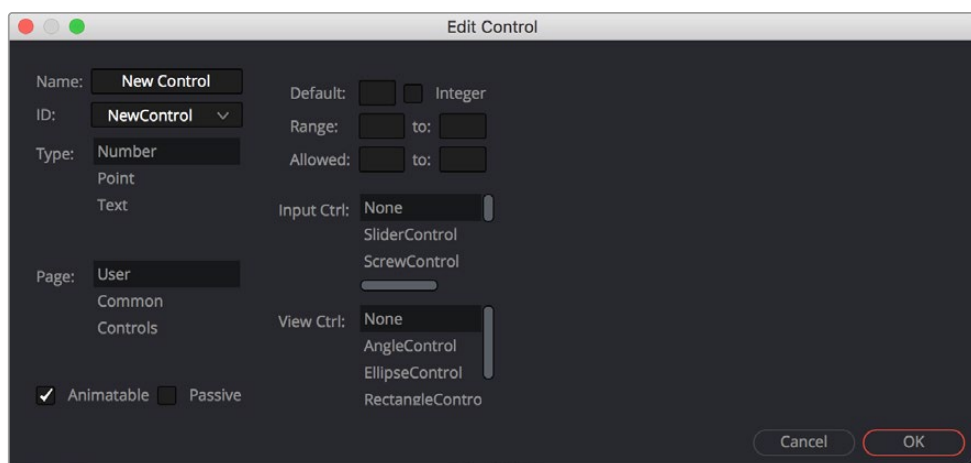 Edit Control
Name: New Control
ID: NewControl
Type: Number
Point
Text
Page: User
Common
Controls
Animatable Passive
Default: Integer
Range: to:
Allowed: to:
Input Ctrl: None
SliderControl
ScrewControl
View Ctrl: None
AngleControl
EllipseControl
RectangleContro
Cancel OK